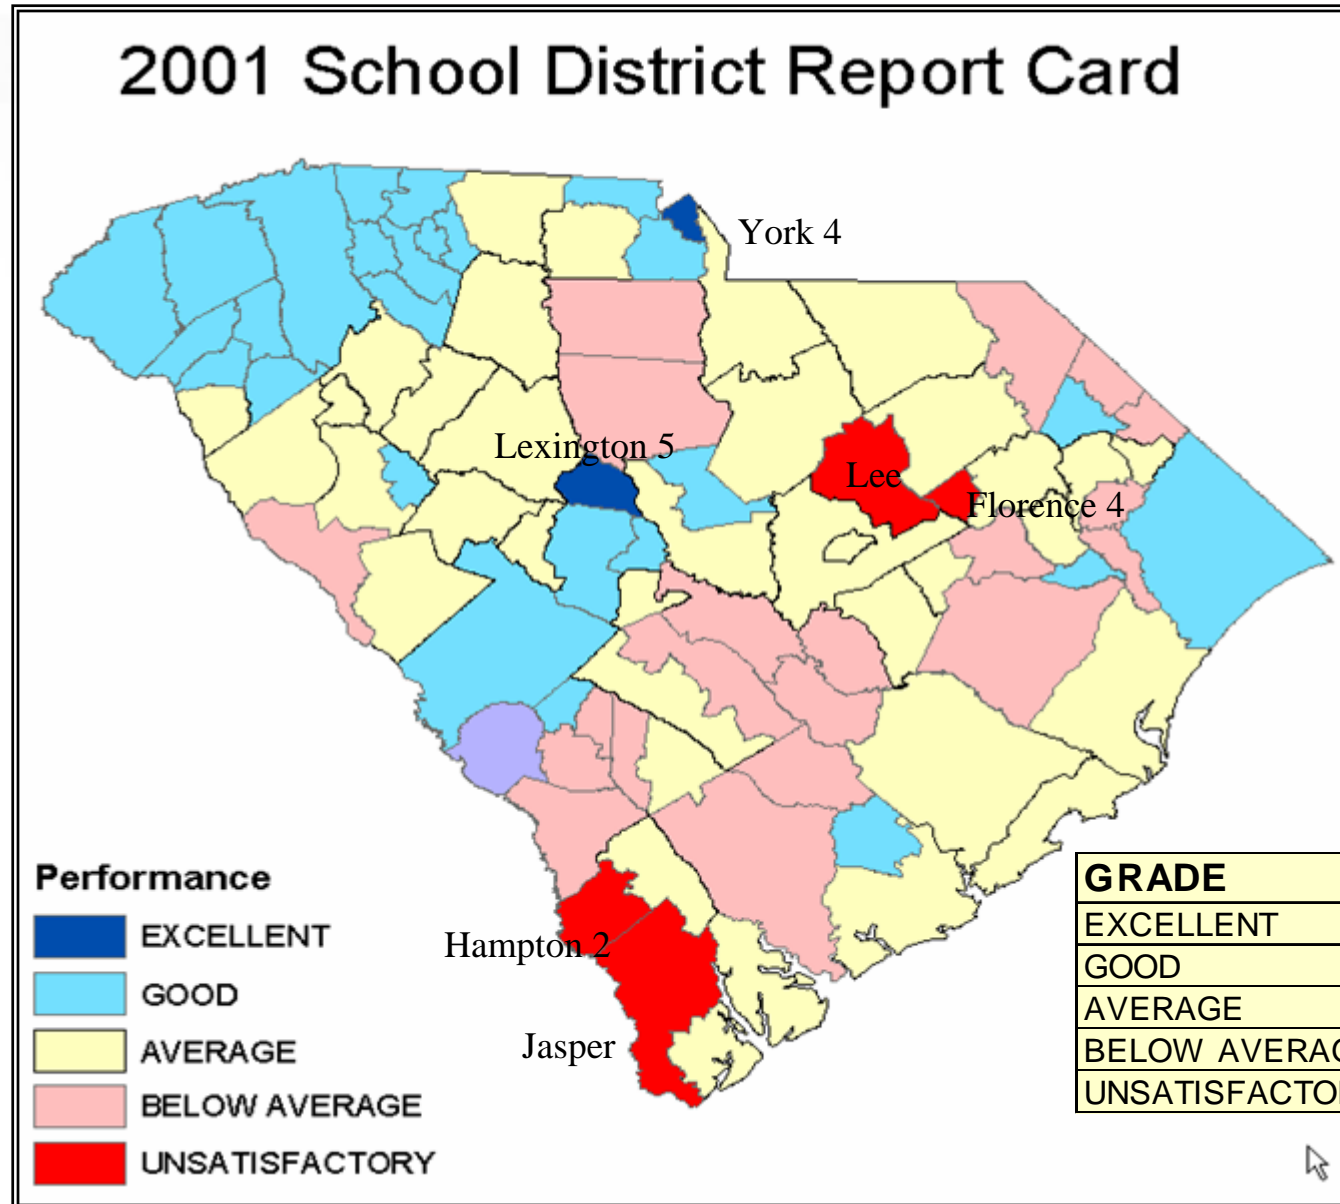 2001 School District Report Card
York 4
Lexington 5
Lee
Florence 4
Hampton 2
Jasper
Performance
EXCELLENT
GOOD
AVERAGE
BELOW AVERAGE
UNSATISFACTORY
GRADE
EXCELLENT
GOOD
AVERAGE
BELOW